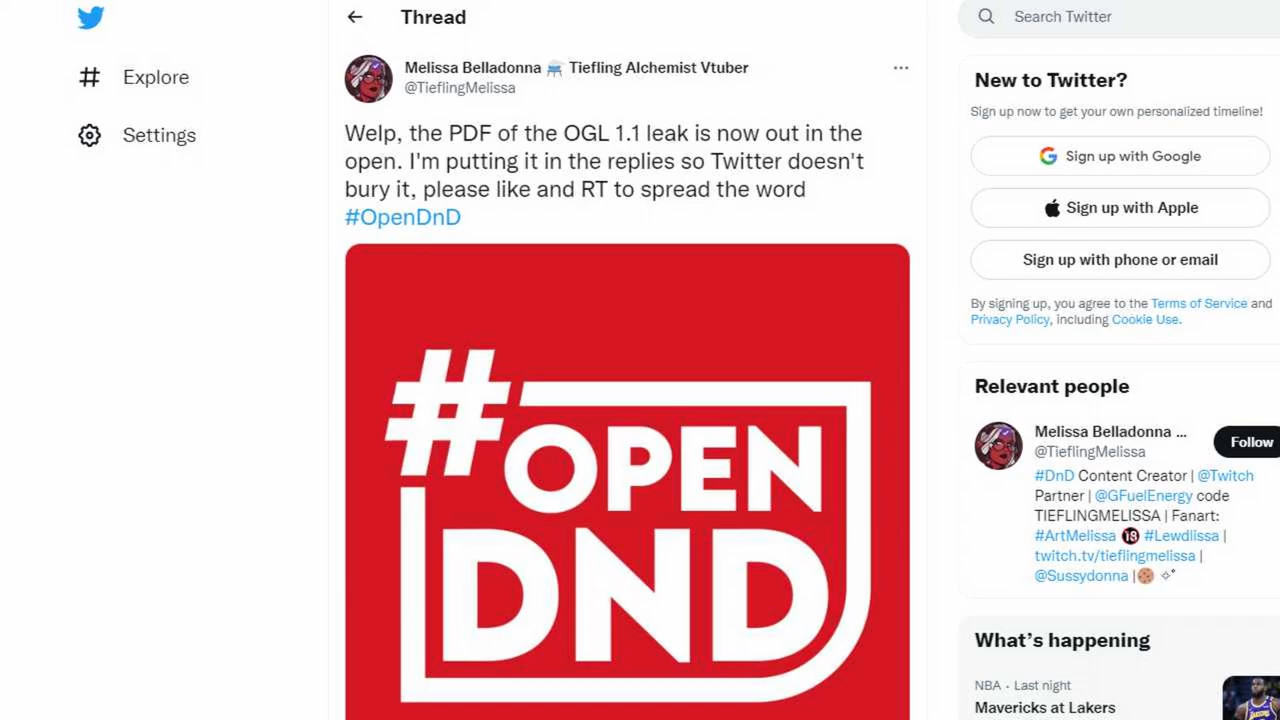 Thread
Search Twitter
Explore
Settings
Melissa Belladonna Tiefling Alchemist Vtuber
@TieflingMelissa
Welp, the PDF of the OGL 1.1 leak is now out in the
open. I'm putting it in the replies so Twitter doesn't
bury it, please like and RT to spread the word
#OpenDnD
#OPEN
DND
New to Twitter?
Sign up now to get your own personalized timeline!
Sign up with Google
Sign up with Apple
Sign up with phone or email
By signing up, you agree to the Terms of Service and
Privacy Policy, including Cookie Use.
Relevant people
Melissa Belladonna ...
@TieflingMelissa
Follow
#DnD Content Creator | @Twitch
Partner | @GFuelEnergy code
TIEFLINGMELISSA | Fanart:
#ArtMelissa 🔞 #Lewdlissa |
twitch.tv/tieflingmelissa |
@Sussydonna |🍪 ✧˚
What's happening
NBA · Last night
Mavericks at Lakers